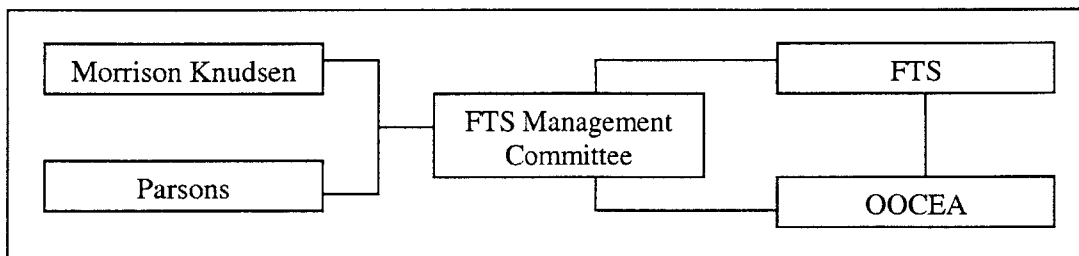 Morrison Knudsen
Parsons
FTS Management
Committee
FTS
OOCEA